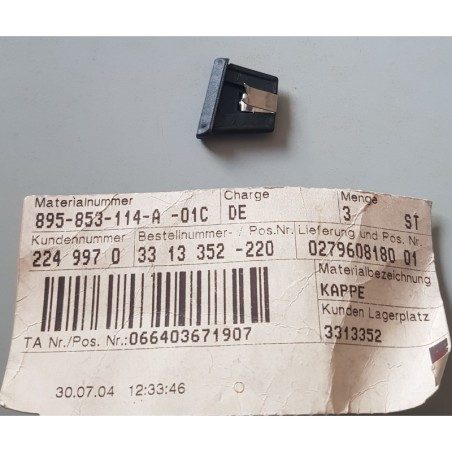 Materialnummer Charge Menge
895-853-114-A -01C DE 3 ST
Kundennummer Bestellnummer- / Pos.Nr. Lieferung und Pos. Nr.
224 997 0 33 13 352 -220 0279608180 01
Materialbezeichnung
KAPPE
Kunden Lagerplatz
TA Nr./Pos. Nr.:066403671907 3313352
30.07.04 12:33:46